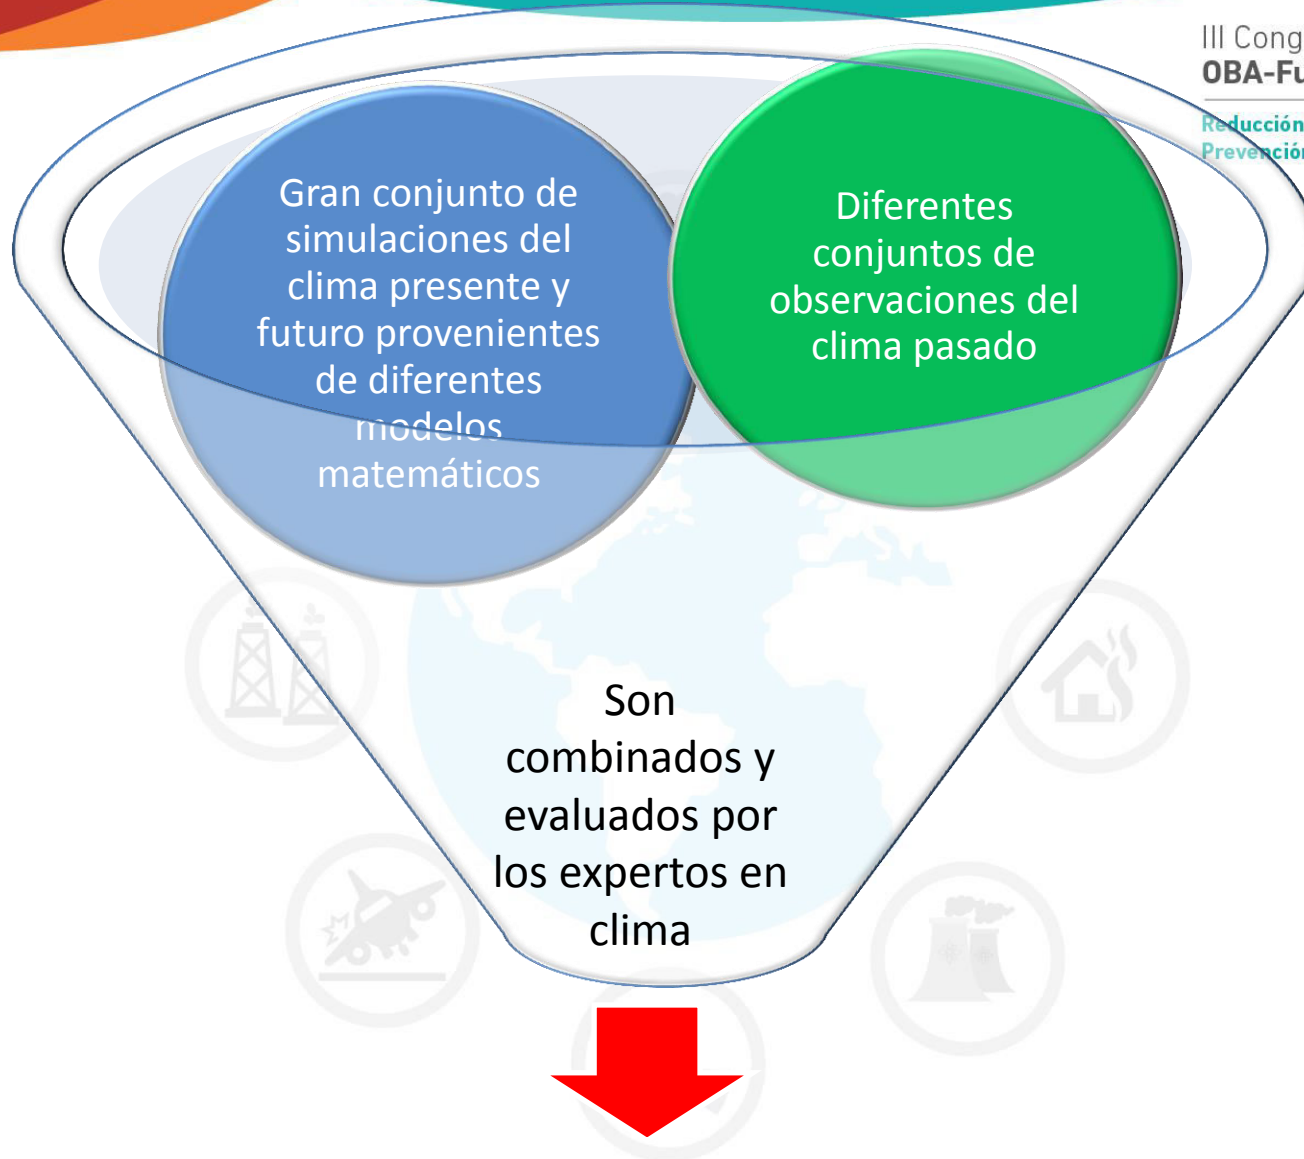 III Cong
OBA-Fu
Reducción
Prevención
Gran conjunto de
simulaciones del
clima presente y
futuro provenientes
de diferentes
modelos
matemáticos
Diferentes
conjuntos de
observaciones del
clima pasado
Son
combinados y
evaluados por
los expertos en
clima